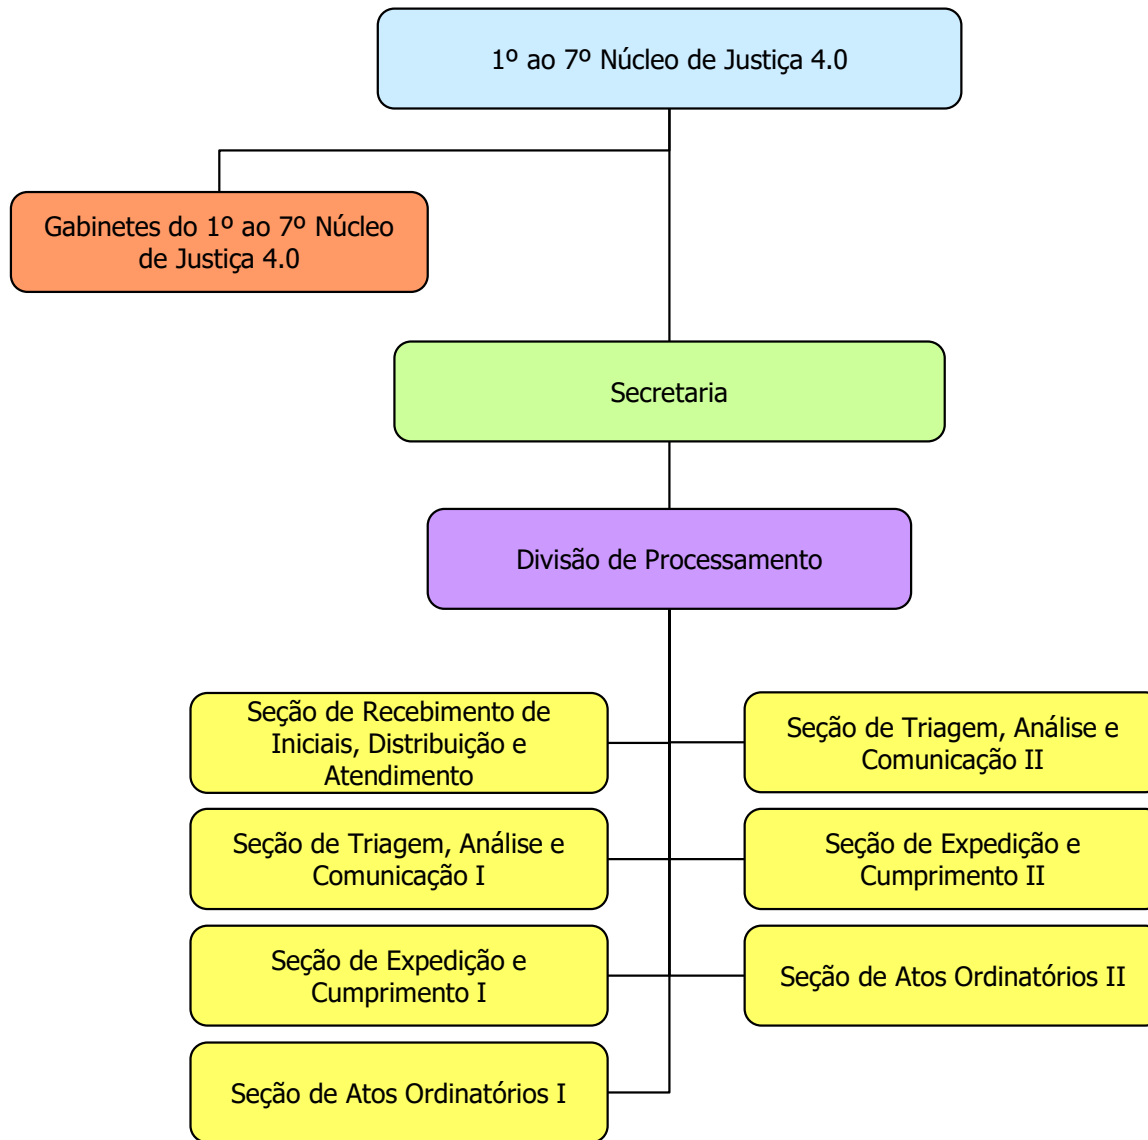 1º ao 7º Núcleo de Justiça 4.0
Gabinetes do 1º ao 7º Núcleo
de Justiça 4.0
Secretaria
Divisão de Processamento
Seção de Recebimento de
Iniciais, Distribuição e
Atendimento
Seção de Triagem, Análise e
Comunicação II
Seção de Triagem, Análise e
Comunicação I
Seção de Expedição e
Cumprimento II
Seção de Expedição e
Cumprimento I
Seção de Atos Ordinatórios II
Seção de Atos Ordinatórios I